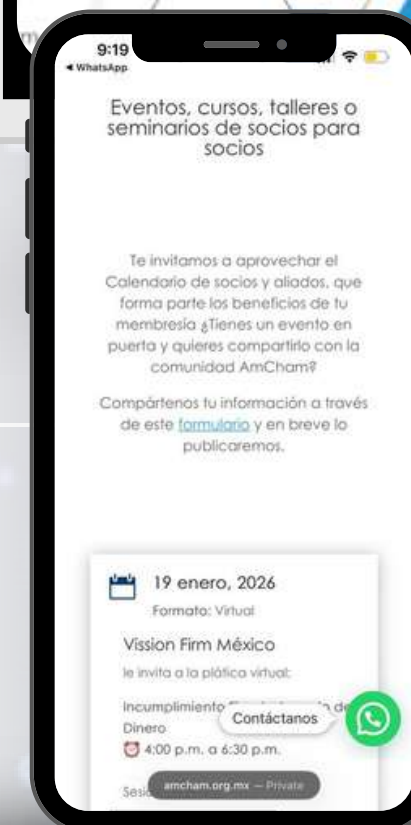 9:19
◀ WhatsApp
Eventos, cursos, talleres o
seminarios de socios para
socios
Te invitamos a aprovechar el
Calendario de socios y aliados, que
forma parte los beneficios de tu
membresía ¿Tienes un evento en
puerta y quieres compartirlo con la
comunidad AmCham?
Compártenos tu información a través
de este formulario y en breve lo
publicaremos.
19 enero, 2026
Formato: Virtual
Vission Firm México
le invita a la plática virtual:
Incumplimiento
Dinero
Contáctanos
4:00 p.m. a 6:30 p.m.
amcham.org.mx — Private